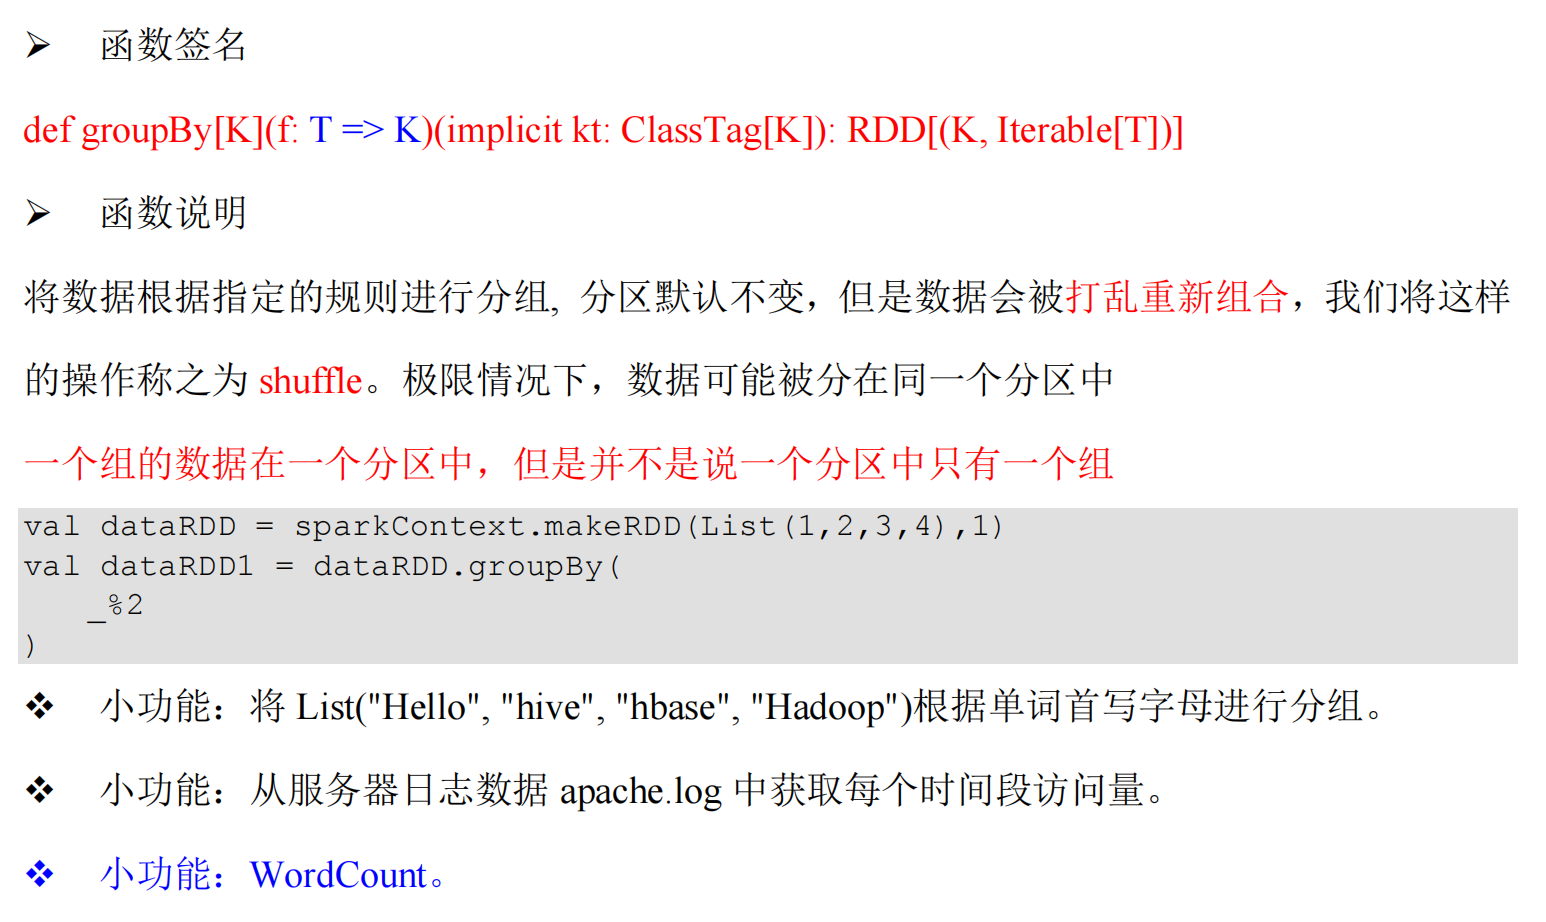 ➢ 函数签名
def groupBy[K](f: T => K)(implicit kt: ClassTag[K]): RDD[(K, Iterable[T])]
➢ 函数说明
将数据根据指定的规则进行分组, 分区默认不变，但是数据会被打乱重新组合，我们将这样
的操作称之为 shuffle。极限情况下，数据可能被分在同一个分区中
一个组的数据在一个分区中，但是并不是说一个分区中只有一个组
val dataRDD = sparkContext.makeRDD(List(1,2,3,4),1)
val dataRDD1 = dataRDD.groupBy(
_%2
)
❖ 小功能：将 List("Hello", "hive", "hbase", "Hadoop")根据单词首写字母进行分组。
❖ 小功能：从服务器日志数据 apache.log 中获取每个时间段访问量。
❖ 小功能：WordCount。